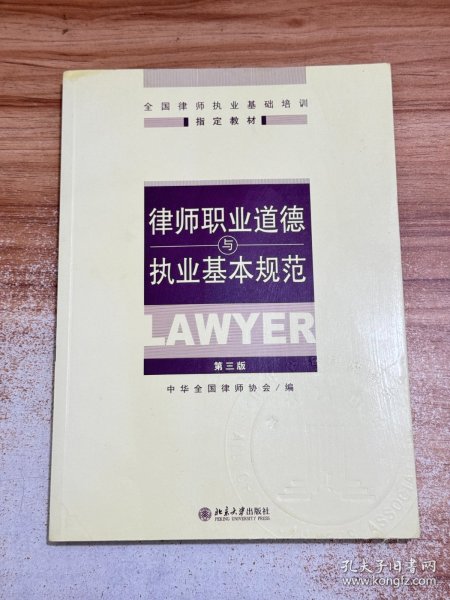 全国律师执业基础培训
指定教材
律师职业道德
与
执业基本规范
LAWYER
第三版
中华全国律师协会/编
北京大学出版社
PEKING UNIVERSITY PRESS
孔夫子旧书网
www.kongfz.com